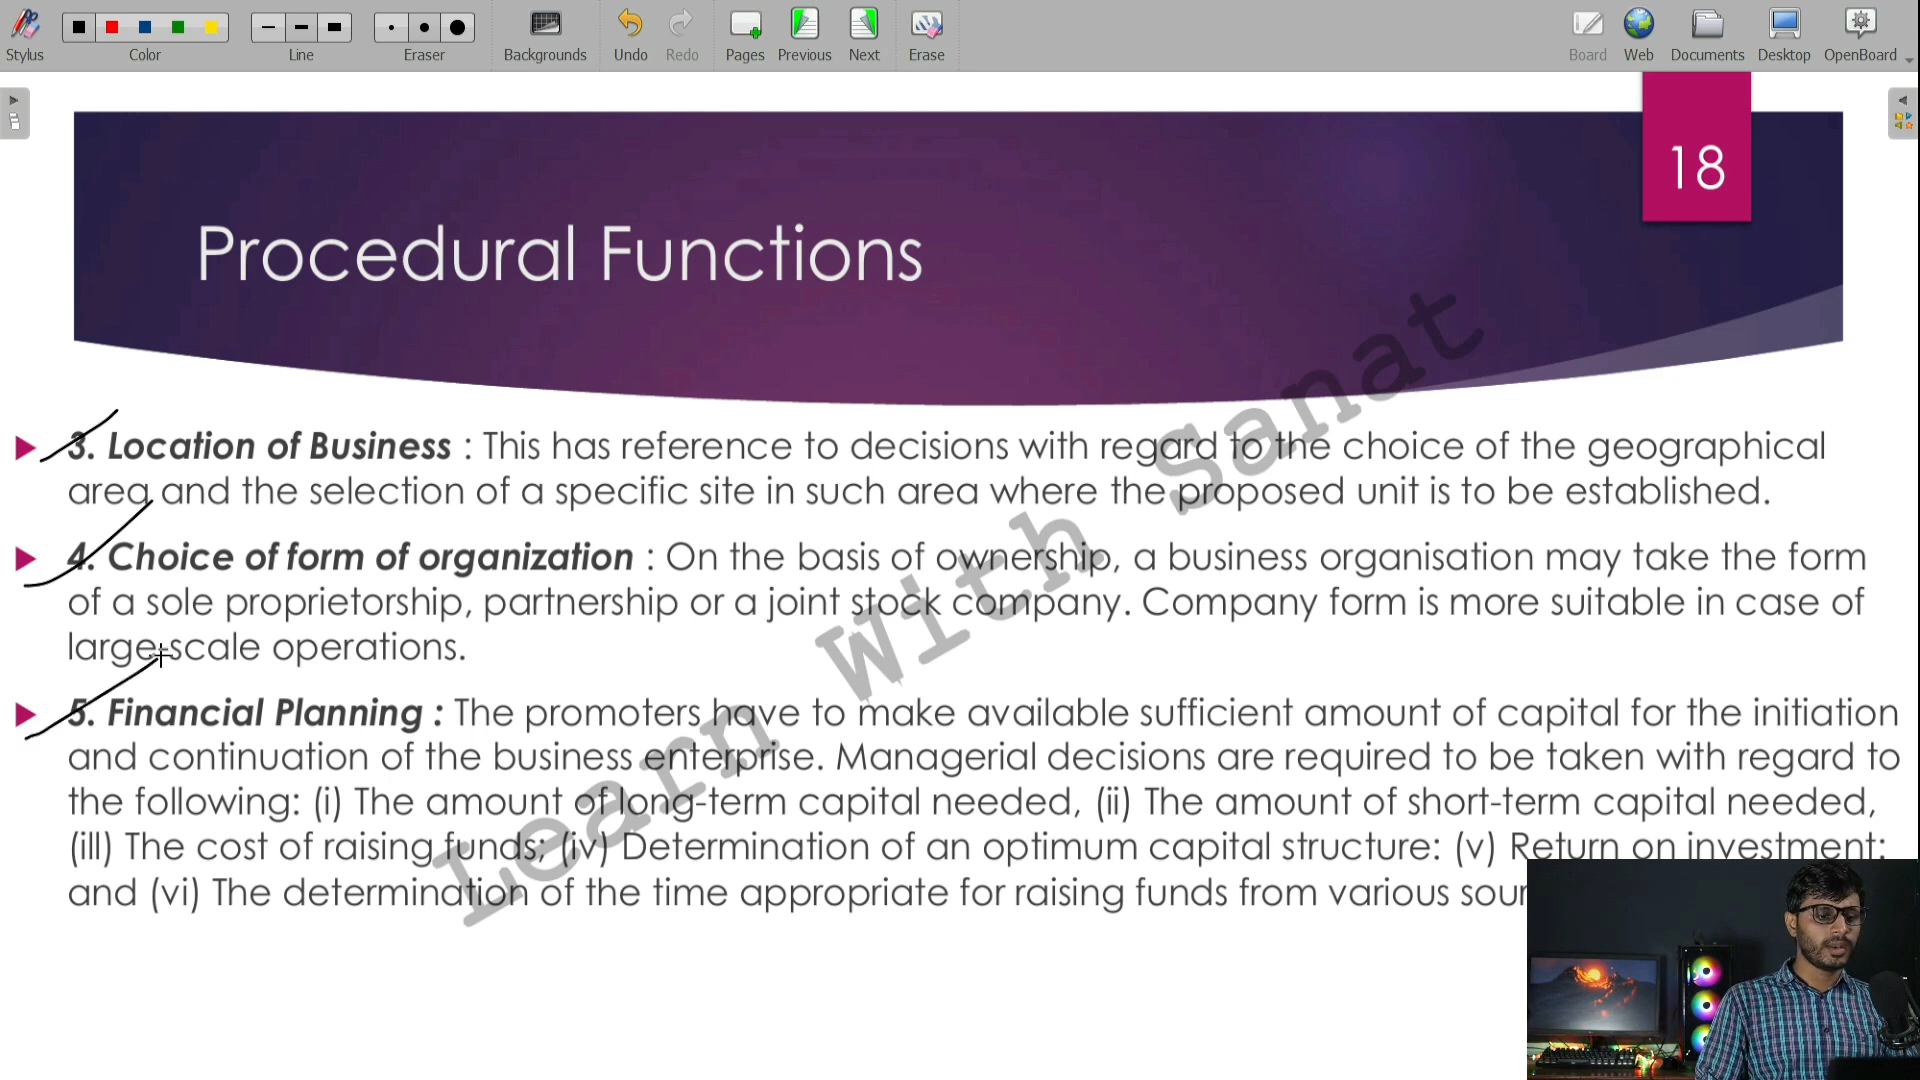 Stylus
Color
Line
Eraser
Backgrounds
Undo
Redo
Pages
Previous
Next
Erase
Board
Web
Documents
Desktop
OpenBoard
18
Procedural Functions
3. Location of Business : This has reference to decisions with regard to the choice of the geographical
area and the selection of a specific site in such area where the proposed unit is to be established.
4. Choice of form of organization : On the basis of ownership, a business organisation may take the form
of a sole proprietorship, partnership or a joint stock company. Company form is more suitable in case of
large-scale operations.
5. Financial Planning : The promoters have to make available sufficient amount of capital for the initiation
and continuation of the business enterprise. Managerial decisions are required to be taken with regard to
the following: (i) The amount of long-term capital needed, (ii) The amount of short-term capital needed,
(ill) The cost of raising funds; (iv) Determination of an optimum capital structure: (v) Return on investment:
and (vi) The determination of the time appropriate for raising funds from various
Learn With Sanat